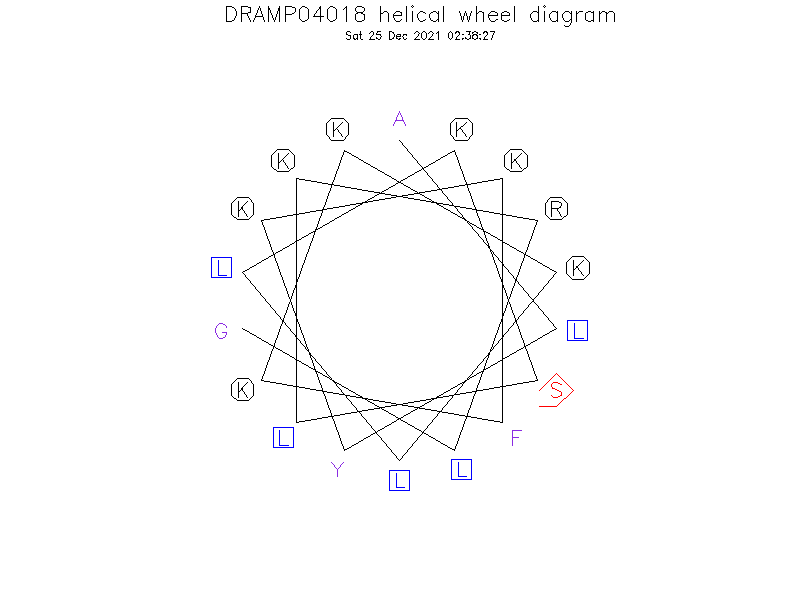 DRAMP04018 helical wheel diagram
Sat 25 Dec 2021 02:38:27
A
K K
K K
K R
L K
G L
K S
L F
Y L
L